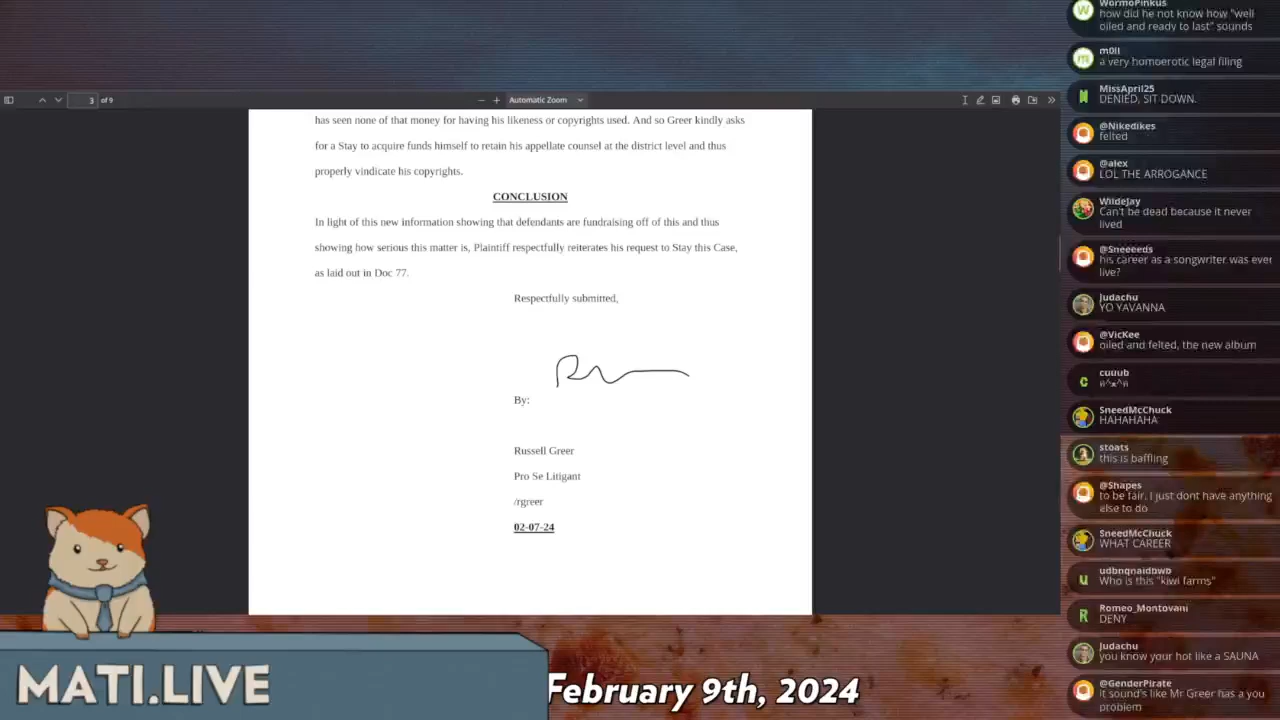 3 of 9
Automatic Zoom
has seen none of that money for having his likeness or copyrights used. And so Greer kindly asks
for a Stay to acquire funds himself to retain his appellate counsel at the district level and thus
properly vindicate his copyrights.
CONCLUSION
In light of this new information showing that defendants are fundraising off of this and thus
showing how serious this matter is, Plaintiff respectfully reiterates his request to Stay this Case,
as laid out in Doc 77.
Respectfully submitted,
By:
Russell Greer
Pro Se Litigant
/rgreer
02-07-24
WormoPinkus
how did he not know how "well
oiled and ready to last" sounds
m0ll
a very homoerotic legal filing
MissApril25
DENIED, SIT DOWN.
@Nikedikes
felted
@alex
LOL THE ARROGANCE
WildeJay
Can't be dead because it never
lived
@Sneeeds
his career as a songwriter was ever
live?
Judachu
YO YAVANNA
@VicKee
oiled and felted, the new album
cuuub
SneedMcChuck
HAHAHAHA
stoats
this is baffling
@Shapes
to be fair. I just dont have anything
else to do
SneedMcChuck
WHAT CAREER
udbnqnaidbwb
Who is this "kiwi farms"
Romeo_Montovani
DENY
Judachu
you know your hot like a SAUNA
@GenderPirate
it sound's like Mr Greer has a you
problem
MATI.LIVE
February 9th, 2024